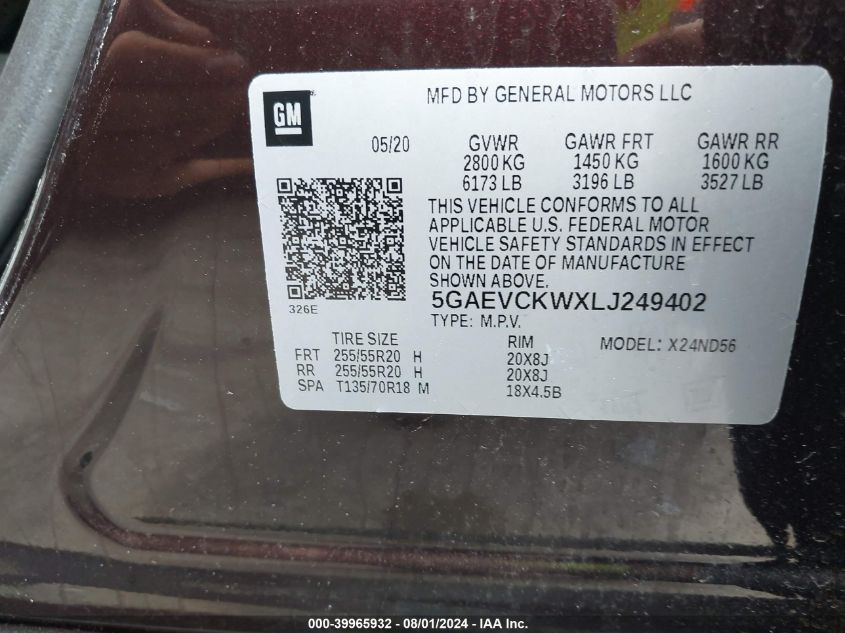 GM
MFD BY GENERAL MOTORS LLC
05/20 GVWR GAWR FRT GAWR RR
2800 KG 1450 KG 1600 KG
6173 LB 3196 LB 3527 LB
THIS VEHICLE CONFORMS TO ALL
APPLICABLE U.S. FEDERAL MOTOR
VEHICLE SAFETY STANDARDS IN EFFECT
ON THE DATE OF MANUFACTURE
SHOWN ABOVE.
326E
5GAEVCKWXLJ249402
TYPE: M.P.V.
TIRE SIZE RIM MODEL: X24ND56
FRT 255/55R20 H 20X8J
RR 255/55R20 H 20X8J
SPA T135/70R18 M 18X4.5B
000-39965932 - 08/01/2024 - IAA Inc.